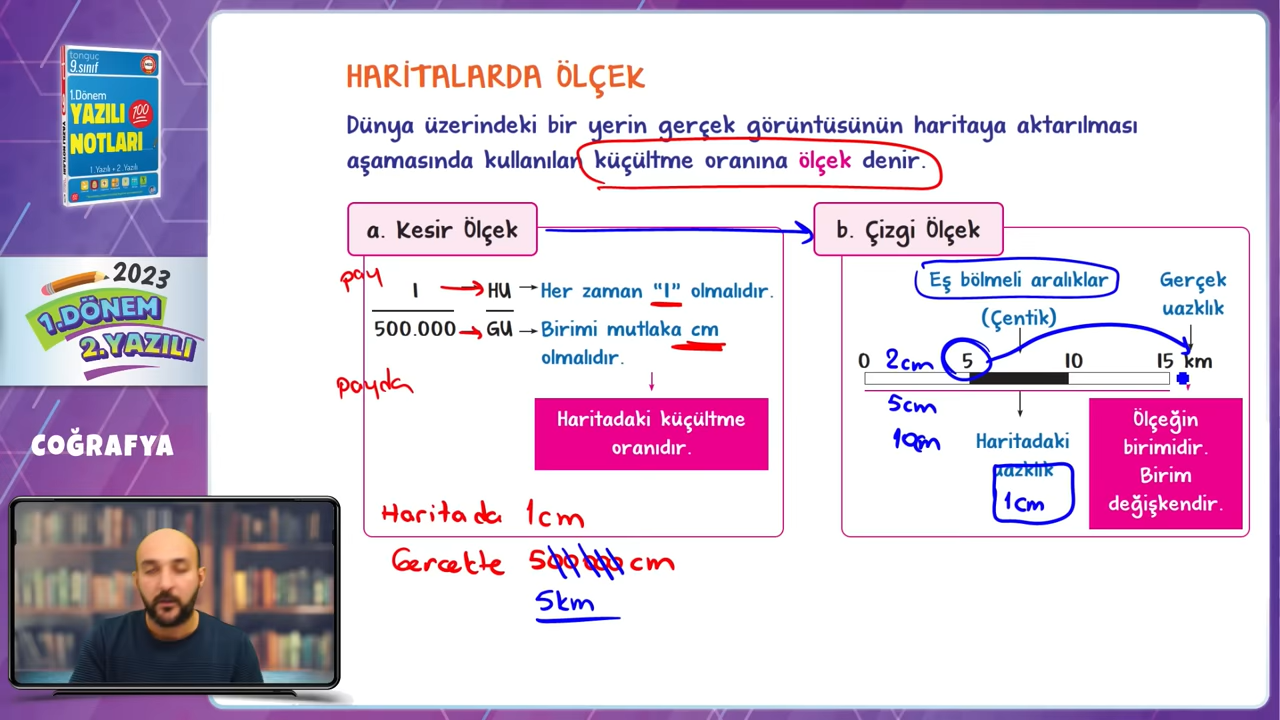 tonguç
9.sınıf
1.Dönem
YAZILI
100
NOTLARI
1.Yazılı + 2.Yazılı
2023
1.DÖNEM
2.YAZILI
COĞRAFYA
HARİTALARDA ÖLÇEK
Dünya üzerindeki bir yerin gerçek görüntüsünün haritaya aktarılması
aşamasında kullanılan küçültme oranına ölçek denir.
a. Kesir Ölçek
pay
1 HU Her zaman "1" olmalıdır.
500.000 GU Birimi mutlaka cm
olmalıdır.
payda
Haritadaki küçültme
oranıdır.
Haritada 1cm
Gerçekte 500000 cm
5km
b. Çizgi Ölçek
Eş bölmeli aralıklar
(Çentik)
Gerçek
uazklık
0 2cm 5 10 15 km
5cm
10cm
Haritadaki
uazklık
1cm
Ölçeğin
birimidir.
Birim
değişkendir.